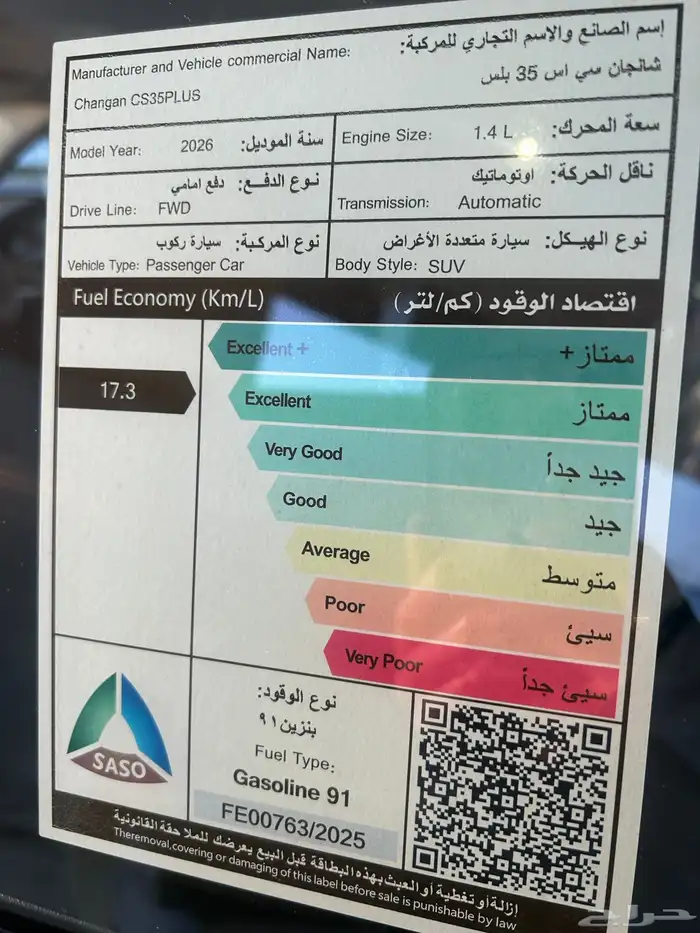 إسم الصانع والاسم التجاري للمركبة:
Manufacturer and Vehicle commercial Name:
شانجان سي اس 35 بلس
Changan CS35PLUS
Model Year: 2026 سنة الموديل:
Engine Size: 1.4 L سعة المحرك:
نوع الدفع: دفع امامي
Drive Line: FWD
ناقل الحركة: اوتوماتيك
Transmission: Automatic
نوع المركبة: سيارة ركوب
Vehicle Type: Passenger Car
نوع الهيكل: سيارة متعددة الأغراض
Body Style: SUV
Fuel Economy (Km/L) اقتصاد الوقود (كم/لتر)
17.3
Excellent + ممتاز+
Excellent ممتاز
Very Good جيد جداً
Good جيد
Average متوسط
Poor سيئ
Very Poor سيئ جداً
SASO
نوع الوقود:
بنزين ٩١
Fuel Type:
Gasoline 91
FE00763/2025
إزالة أو تغطية أو العبث بهذه البطاقة قبل البيع يعرضك للملاحقة القانونية
Theremoval,covering or damaging of this label before sale is punishable by law
حراج